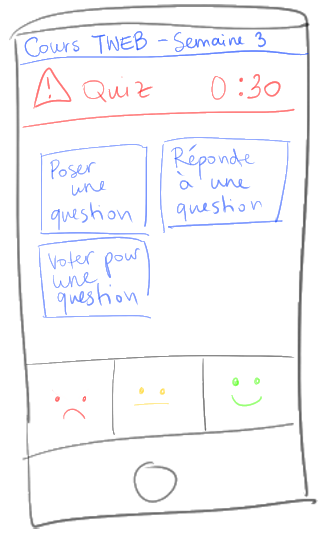 Cours TWEB - Semaine 3
! Quiz 0:30
Poser
une
question
Réponde
à une
question
Voter pour
une
question